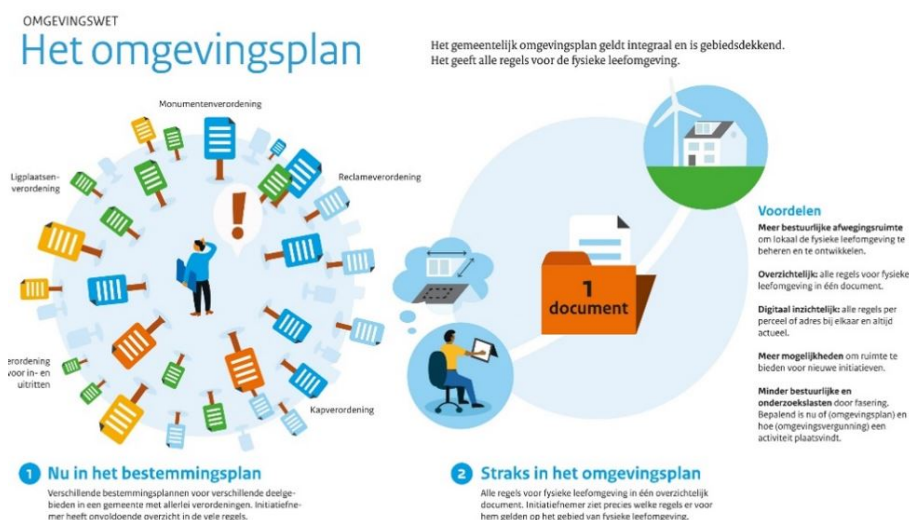 OMGEVINGSWET
Het omgevingsplan
Het gemeentelijk omgevingsplan geldt integraal en is gebiedsdekkend.
Het geeft alle regels voor de fysieke leefomgeving.
Monumentenverordening
Ligplaatsen-
verordening
Reclameverordening
erordening
voor in- en
uitritten
Kapverordening
1 Nu in het bestemmingsplan
Verschillende bestemmingsplannen voor verschillende deelge-
bieden in een gemeente met allerlei verordeningen. Initiatiefne-
mer heeft onvoldoende overzicht in de vele regels.
1
document
Voordelen
Meer bestuurlijke afwegingsruimte
om lokaal de fysieke leefomgeving te
beheren en te ontwikkelen.
Overzichtelijk: alle regels voor fysieke
leefomgeving in één document.
Digitaal inzichtelijk: alle regels per
perceel of adres bij elkaar en altijd
actueel.
Meer mogelijkheden om ruimte te
bieden voor nieuwe initiatieven.
Minder bestuurlijke en
onderzoekslasten door fasering.
Bepalend is nu of (omgevingsplan) en
hoe (omgevingsvergunning) een
activiteit plaatsvindt.
2 Straks in het omgevingsplan
Alle regels voor fysieke leefomgeving in één overzichtelijk
document. Initiatiefnemer ziet precies welke regels er voor
hem gelden op het gebied van fysieke leefomgeving.